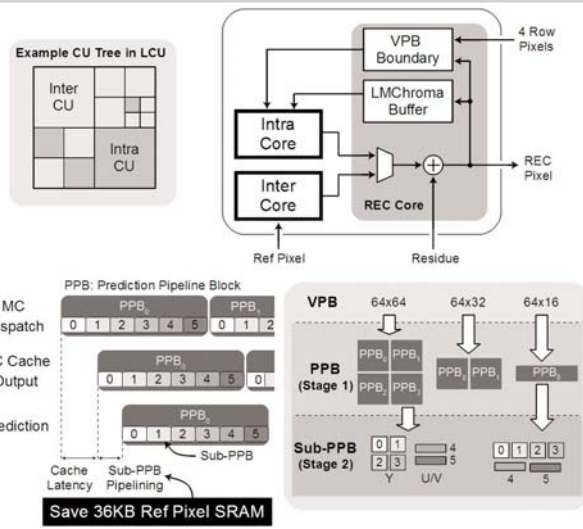 Example CU Tree in LCU
Inter
CU
Intra
CU
VPB
Boundary
4 Row
Pixels
LMChroma
Buffer
Intra
Core
Inter
Core
REC Core
REC
Pixel
Ref Pixel
Residue
PPB: Prediction Pipeline Block
MC
spatch
PPB0
PPB1
0 1 2 3 4 5
0 1 2
C Cache
Output
PPB0
0 1 2 3 4 5
0
ediction
PPB0
0 1 2 3 4 5
Sub-PPB
Cache
Latency
Sub-PPB
Pipelining
Save 36KB Ref Pixel SRAM
VPB
64x64
64x32
64x16
PPB
(Stage 1)
PPB0 PPB1
PPB2 PPB3
PPB0 PPB1
PPB0
Sub-PPB
(Stage 2)
0 1
2 3
Y
4
5
U/V
0 1 2 3
4 5